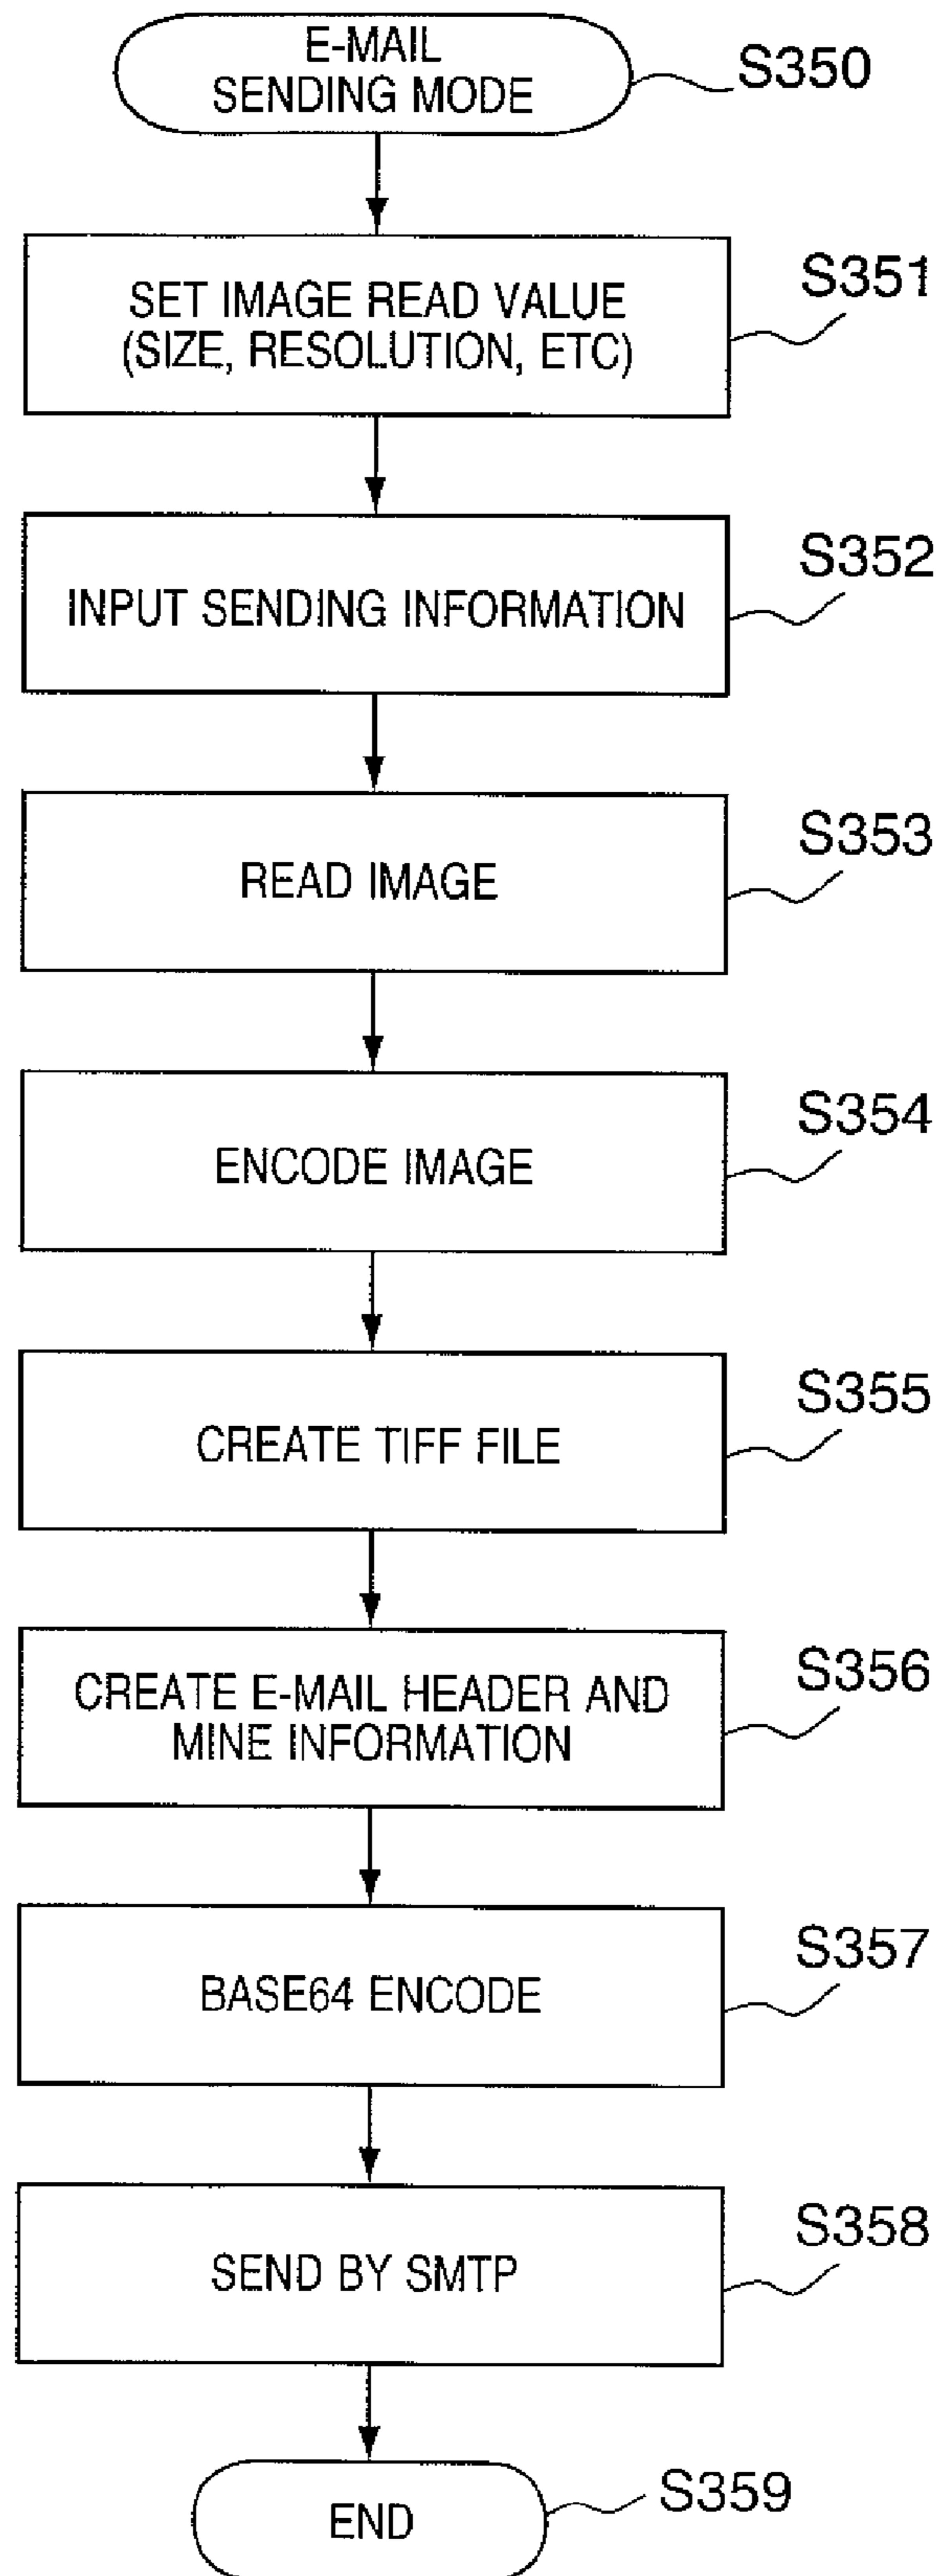 E-MAIL
SENDING MODE
S350
SET IMAGE READ VALUE
(SIZE, RESOLUTION, ETC)
S351
INPUT SENDING INFORMATION
S352
READ IMAGE
S353
ENCODE IMAGE
S354
CREATE TIFF FILE
S355
CREATE E-MAIL HEADER AND
MINE INFORMATION
S356
BASE64 ENCODE
S357
SEND BY SMTP
S358
END
S359